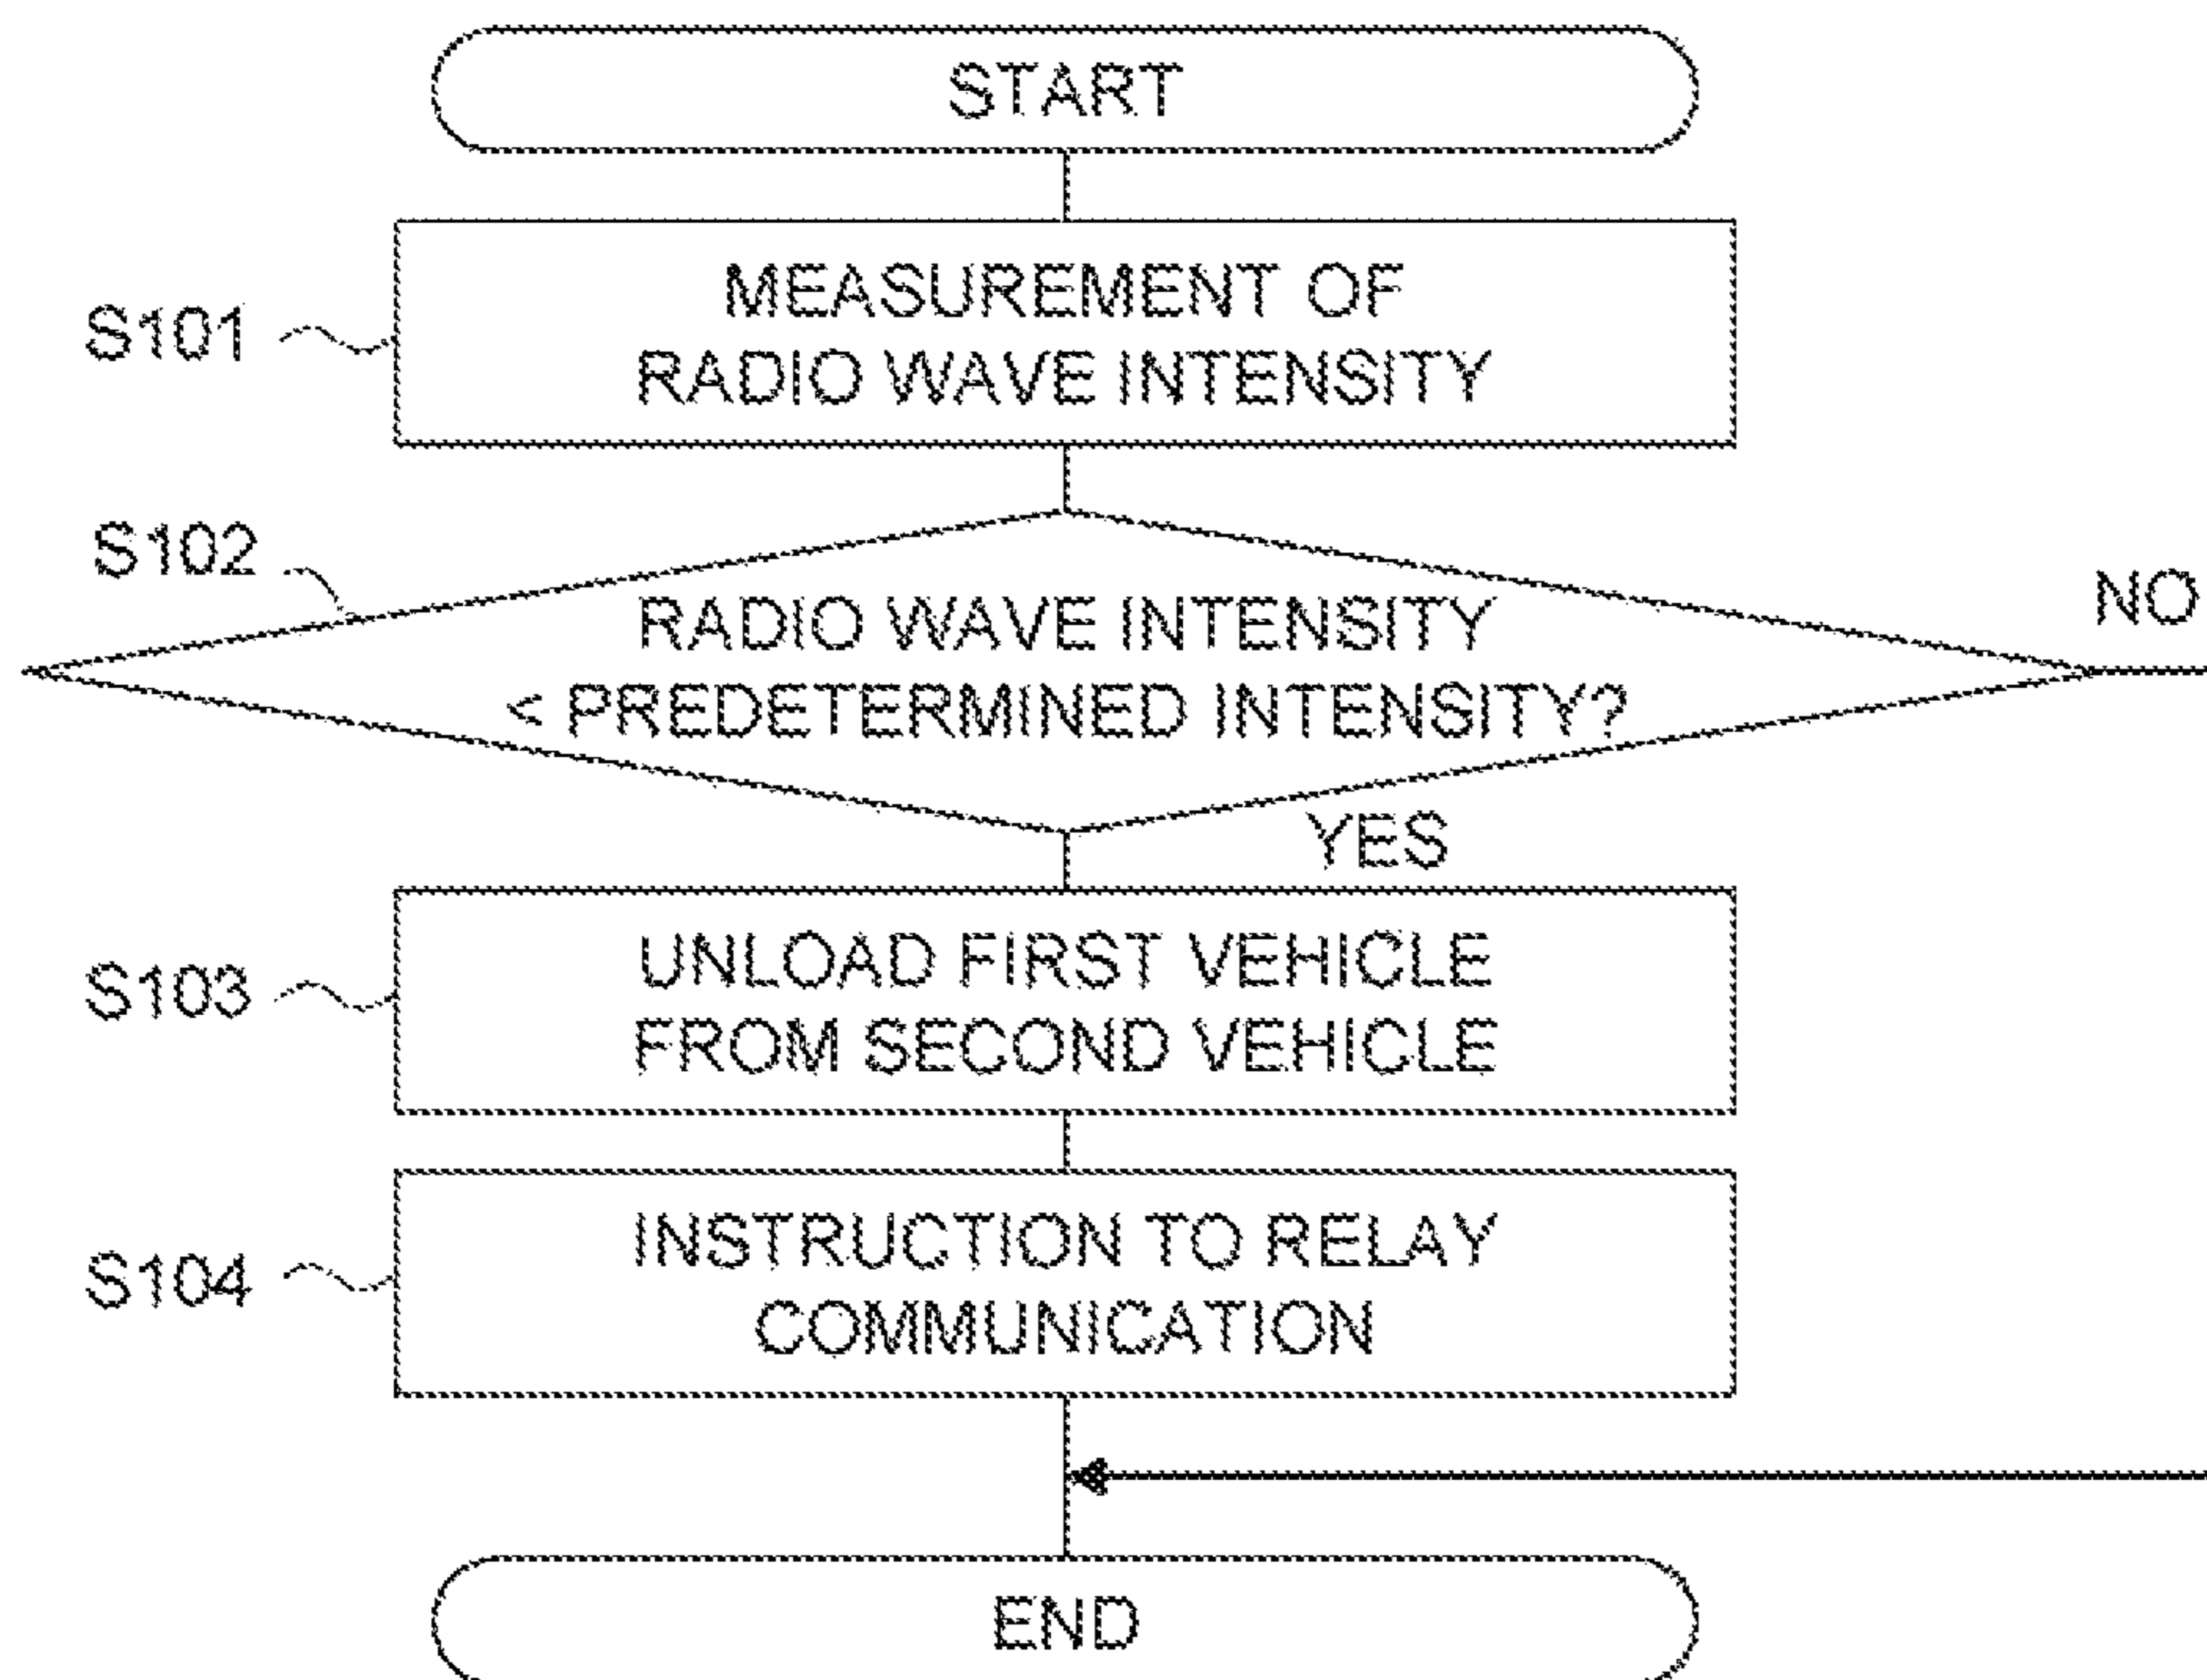 START
S101
MEASUREMENT OF
RADIO WAVE INTENSITY
S102
RADIO WAVE INTENSITY
< PREDETERMINED INTENSITY?
NO
YES
S103
UNLOAD FIRST VEHICLE
FROM SECOND VEHICLE
S104
INSTRUCTION TO RELAY
COMMUNICATION
END